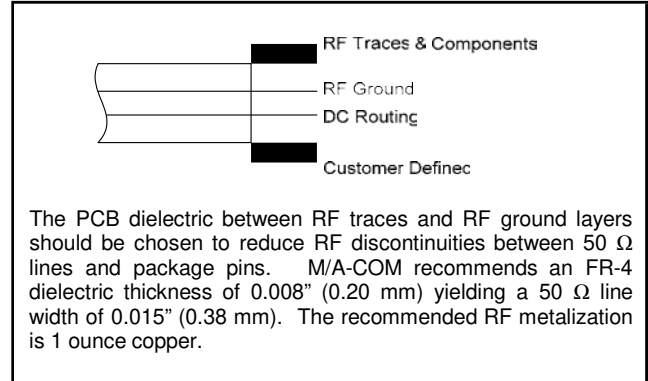 RF Traces & Components
RF Ground
DC Routing
Customer Defined
The PCB dielectric between RF traces and RF ground layers
should be chosen to reduce RF discontinuities between 50 Ω
lines and package pins. M/A-COM recommends an FR-4
dielectric thickness of 0.008” (0.20 mm) yielding a 50 Ω line
width of 0.015” (0.38 mm). The recommended RF metalization
is 1 ounce copper.